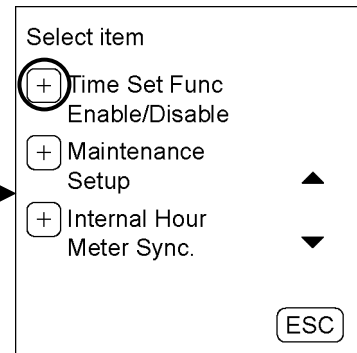 Select item
+ Time Set Func
Enable/Disable
+ Maintenance
Setup
+ Internal Hour
Meter Sync.
ESC